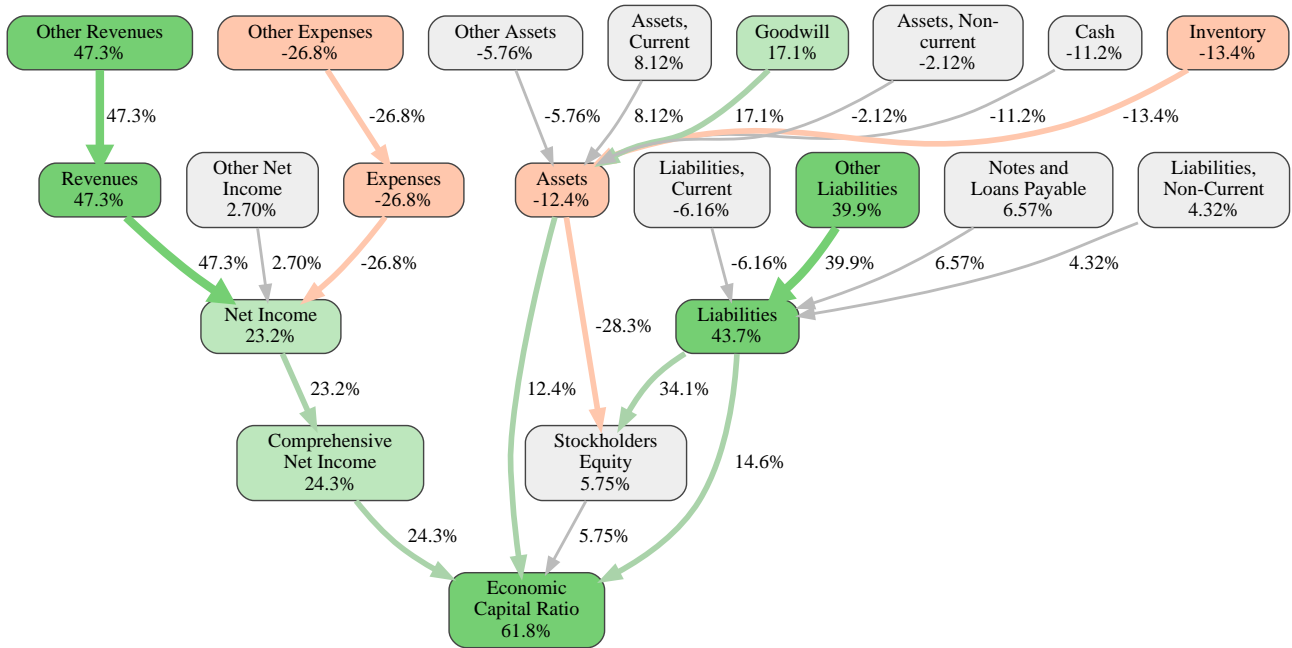 Other Revenues
47.3%
Other Expenses
-26.8%
Other Assets
-5.76%
Assets,
Current
8.12%
Goodwill
17.1%
Assets, Non-
current
-2.12%
Cash
-11.2%
Inventory
-13.4%
47.3%
-26.8%
-5.76%
8.12%
17.1%
-2.12%
-11.2%
-13.4%
Revenues
47.3%
Other Net
Income
2.70%
Expenses
-26.8%
Assets
-12.4%
Liabilities,
Current
-6.16%
Other
Liabilities
39.9%
Notes and
Loans Payable
6.57%
Liabilities,
Non-Current
4.32%
47.3%
2.70%
-26.8%
-6.16%
39.9%
6.57%
4.32%
Net Income
23.2%
-28.3%
Liabilities
43.7%
23.2%
12.4%
34.1%
Comprehensive
Net Income
24.3%
Stockholders
Equity
5.75%
14.6%
24.3%
5.75%
Economic
Capital Ratio
61.8%